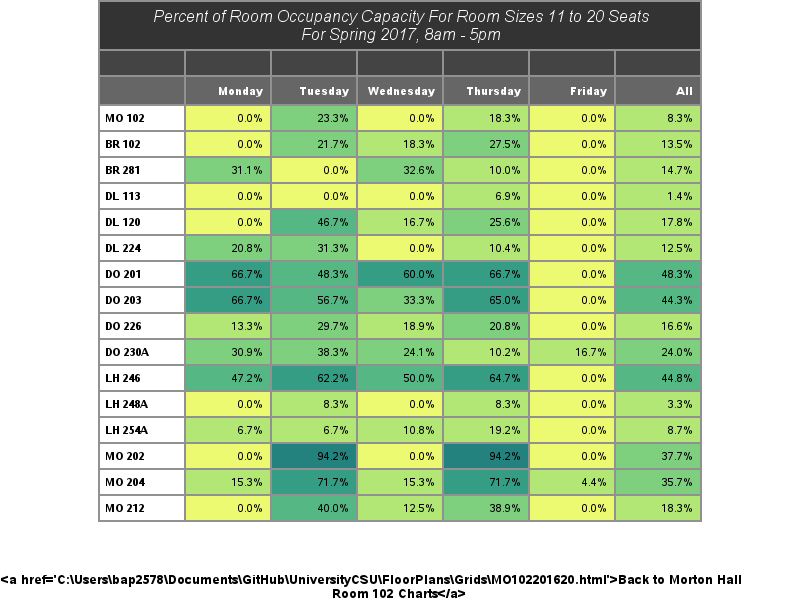 Percent of Room Occupancy Capacity For Room Sizes 11 to 20 Seats
For Spring 2017, 8am - 5pm
Monday Tuesday Wednesday Thursday Friday All
MO 102 0.0% 23.3% 0.0% 18.3% 0.0% 8.3%
BR 102 0.0% 21.7% 18.3% 27.5% 0.0% 13.5%
BR 281 31.1% 0.0% 32.6% 10.0% 0.0% 14.7%
DL 113 0.0% 0.0% 0.0% 6.9% 0.0% 1.4%
DL 120 0.0% 46.7% 16.7% 25.6% 0.0% 17.8%
DL 224 20.8% 31.3% 0.0% 10.4% 0.0% 12.5%
DO 201 66.7% 48.3% 60.0% 66.7% 0.0% 48.3%
DO 203 66.7% 56.7% 33.3% 65.0% 0.0% 44.3%
DO 226 13.3% 29.7% 18.9% 20.8% 0.0% 16.6%
DO 230A 30.9% 38.3% 24.1% 10.2% 16.7% 24.0%
LH 246 47.2% 62.2% 50.0% 64.7% 0.0% 44.8%
LH 248A 0.0% 8.3% 0.0% 8.3% 0.0% 3.3%
LH 254A 6.7% 6.7% 10.8% 19.2% 0.0% 8.7%
MO 202 0.0% 94.2% 0.0% 94.2% 0.0% 37.7%
MO 204 15.3% 71.7% 15.3% 71.7% 4.4% 35.7%
MO 212 0.0% 40.0% 12.5% 38.9% 0.0% 18.3%
<a href='C:\Users\bap2578\Documents\GitHub\UniversityCSU\FloorPlans\Grids\MO102201620.html'>Back to Morton Hall
Room 102 Charts</a>